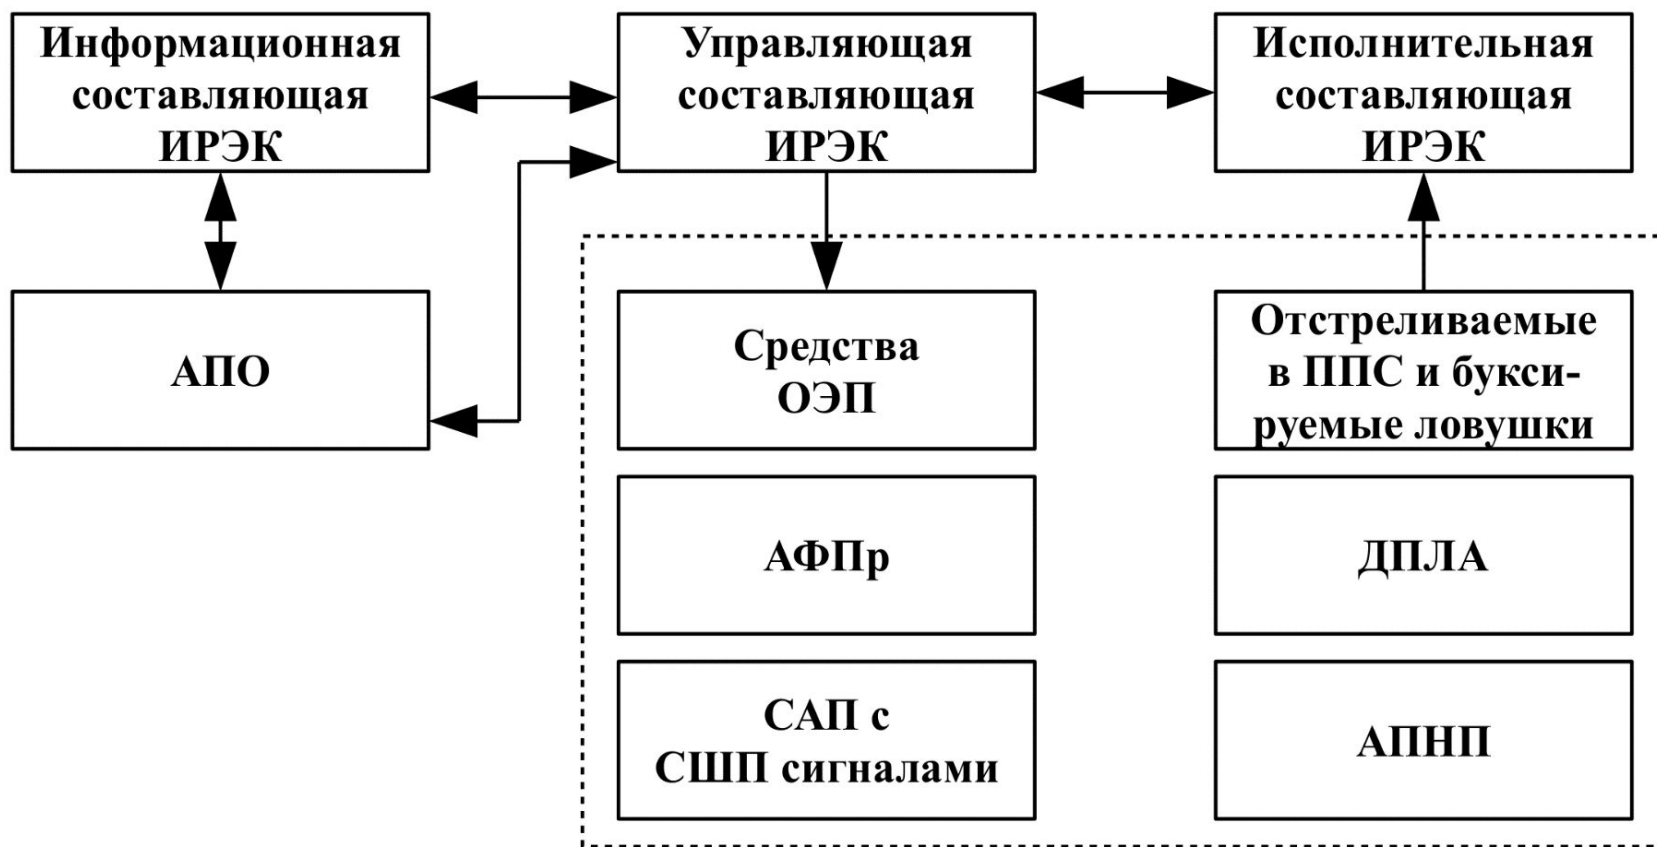 Информационная
составляющая
ИРЭК
Управляющая
составляющая
ИРЭК
Исполнительная
составляющая
ИРЭК
АПО
Средства
ОЭП
Отстреливаемые
в ППС и букси-
руемые ловушки
АФПр
ДПЛА
САП с
СШП сигналами
АПНП